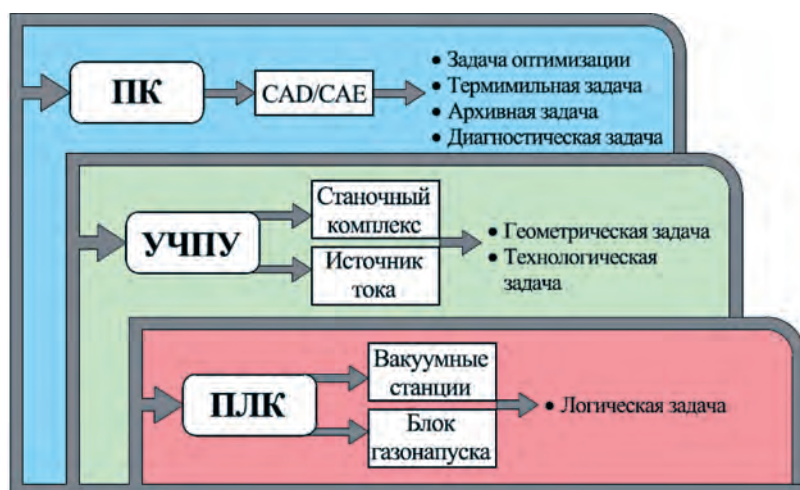 ПК
CAD/CAE
• Задача оптимизации
• Термимильная задача
• Архивная задача
• Диагностическая задача
УЧПУ
Станочный
комплекс
Источник
тока
• Геометрическая задача
• Технологическая
задача
ПЛК
Вакуумные
станции
Блок
газонапуска
• Логическая задача